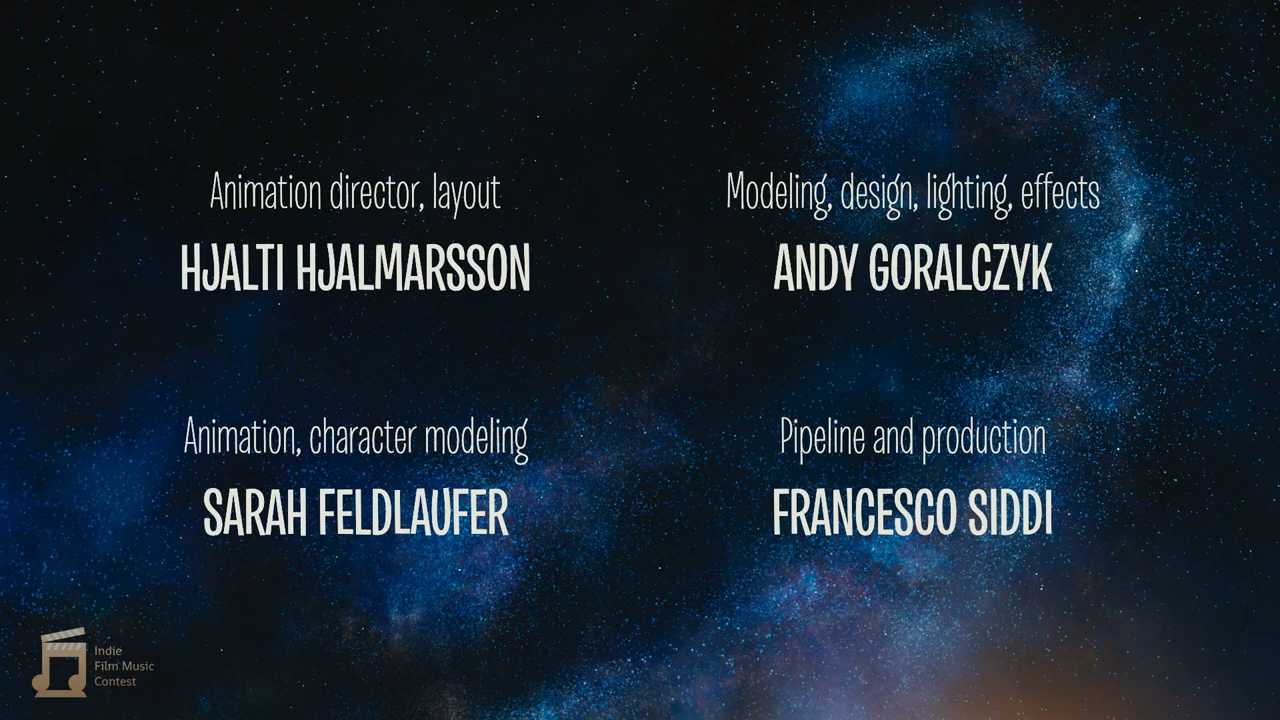 Animation director, layout
HJALTI HJALMARSSON
Modeling, design, lighting, effects
ANDY GORALCZYK
Animation, character modeling
SARAH FELDLAUFER
Pipeline and production
FRANCESCO SIDDI
Indie
Film Music
Contest